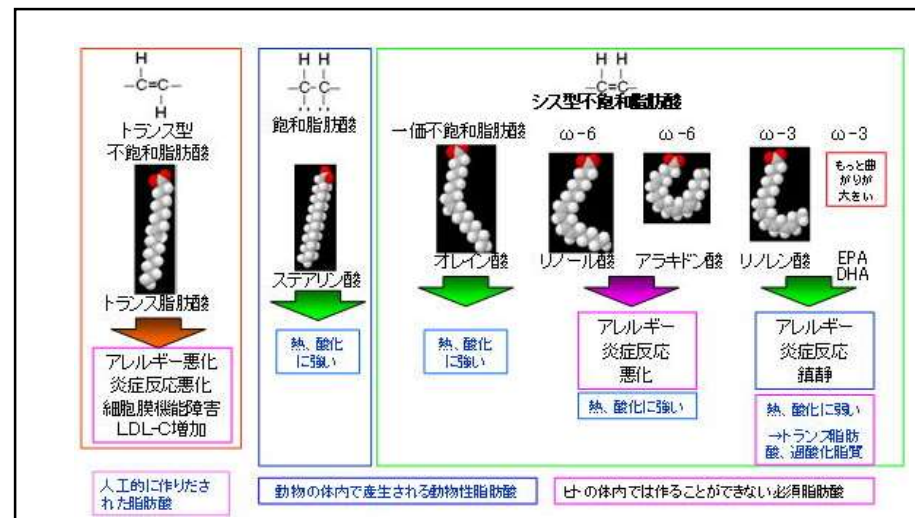 H
-C=C-
H
トランス型
不飽和脂肪酸
トランス脂肪酸
アレルギー悪化
炎症反応悪化
細胞膜機能障害
LDL-C増加
人工的に作りださ
れた脂肪酸
H H
-C-C-
飽和脂肪酸
ステアリン酸
熱、酸化
に強い
動物の体内で産生される動物性脂肪酸
H H
-C=C-
シス型不飽和脂肪酸
一価不飽和脂肪酸
オレイン酸
熱、酸化
に強い
ω-6
リノール酸
ω-6
アラキドン酸
アレルギー
炎症反応
悪化
熱、酸化に強い
ω-3
リノレン酸
ω-3
もっと曲
がりが
大きい
EPA
DHA
アレルギー
炎症反応
鎮静
熱、酸化に弱い
→トランス脂肪
酸、過酸化脂質
ヒトの体内では作ることができない必須脂肪酸